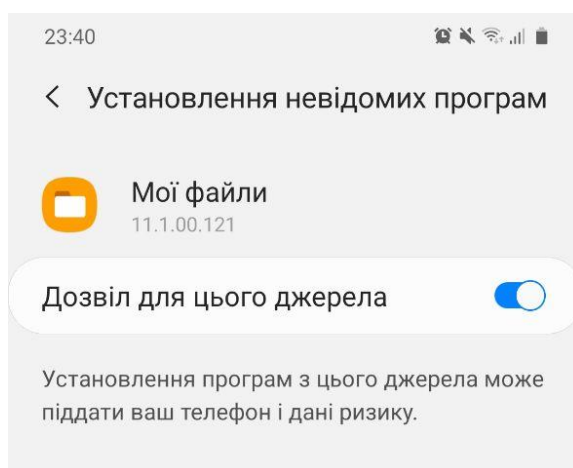 23:40
Установлення невідомих програм
Мої файли
11.1.00.121
Дозвіл для цього джерела
Установлення програм з цього джерела може
піддати ваш телефон і дані ризику.